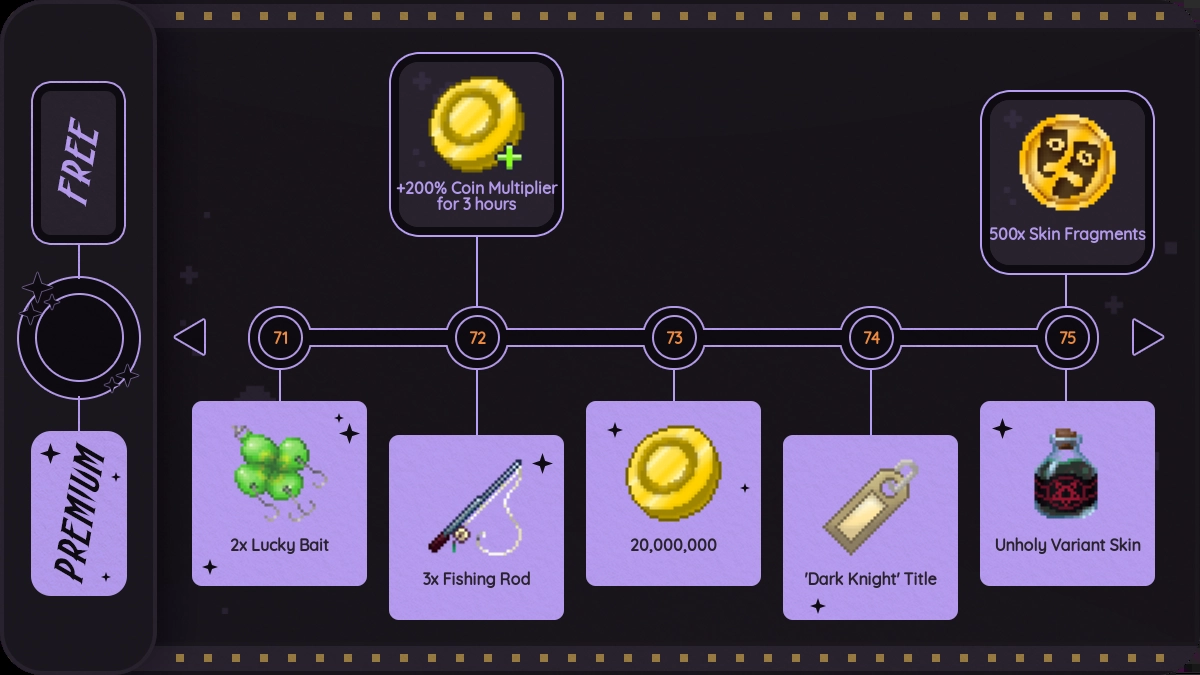 FREE
+200% Coin Multiplier
for 3 hours
500x Skin Fragments
71
72
73
74
75
PREMIUM
2x Lucky Bait
3x Fishing Rod
20,000,000
'Dark Knight' Title
Unholy Variant Skin